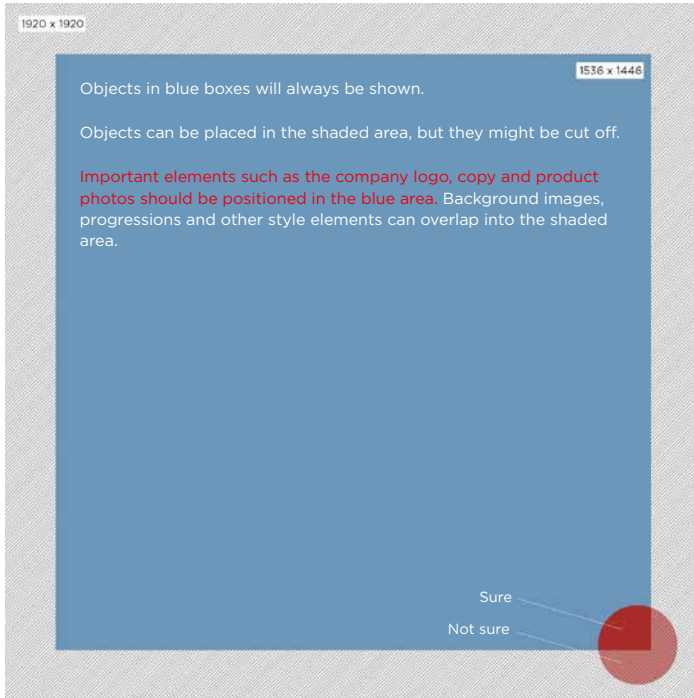 1920 x 1920
1536 x 1446
Objects in blue boxes will always be shown.
Objects can be placed in the shaded area, but they might be cut off.
Important elements such as the company logo, copy and product
photos should be positioned in the blue area. Background images,
progressions and other style elements can overlap into the shaded
area.
Sure
Not sure